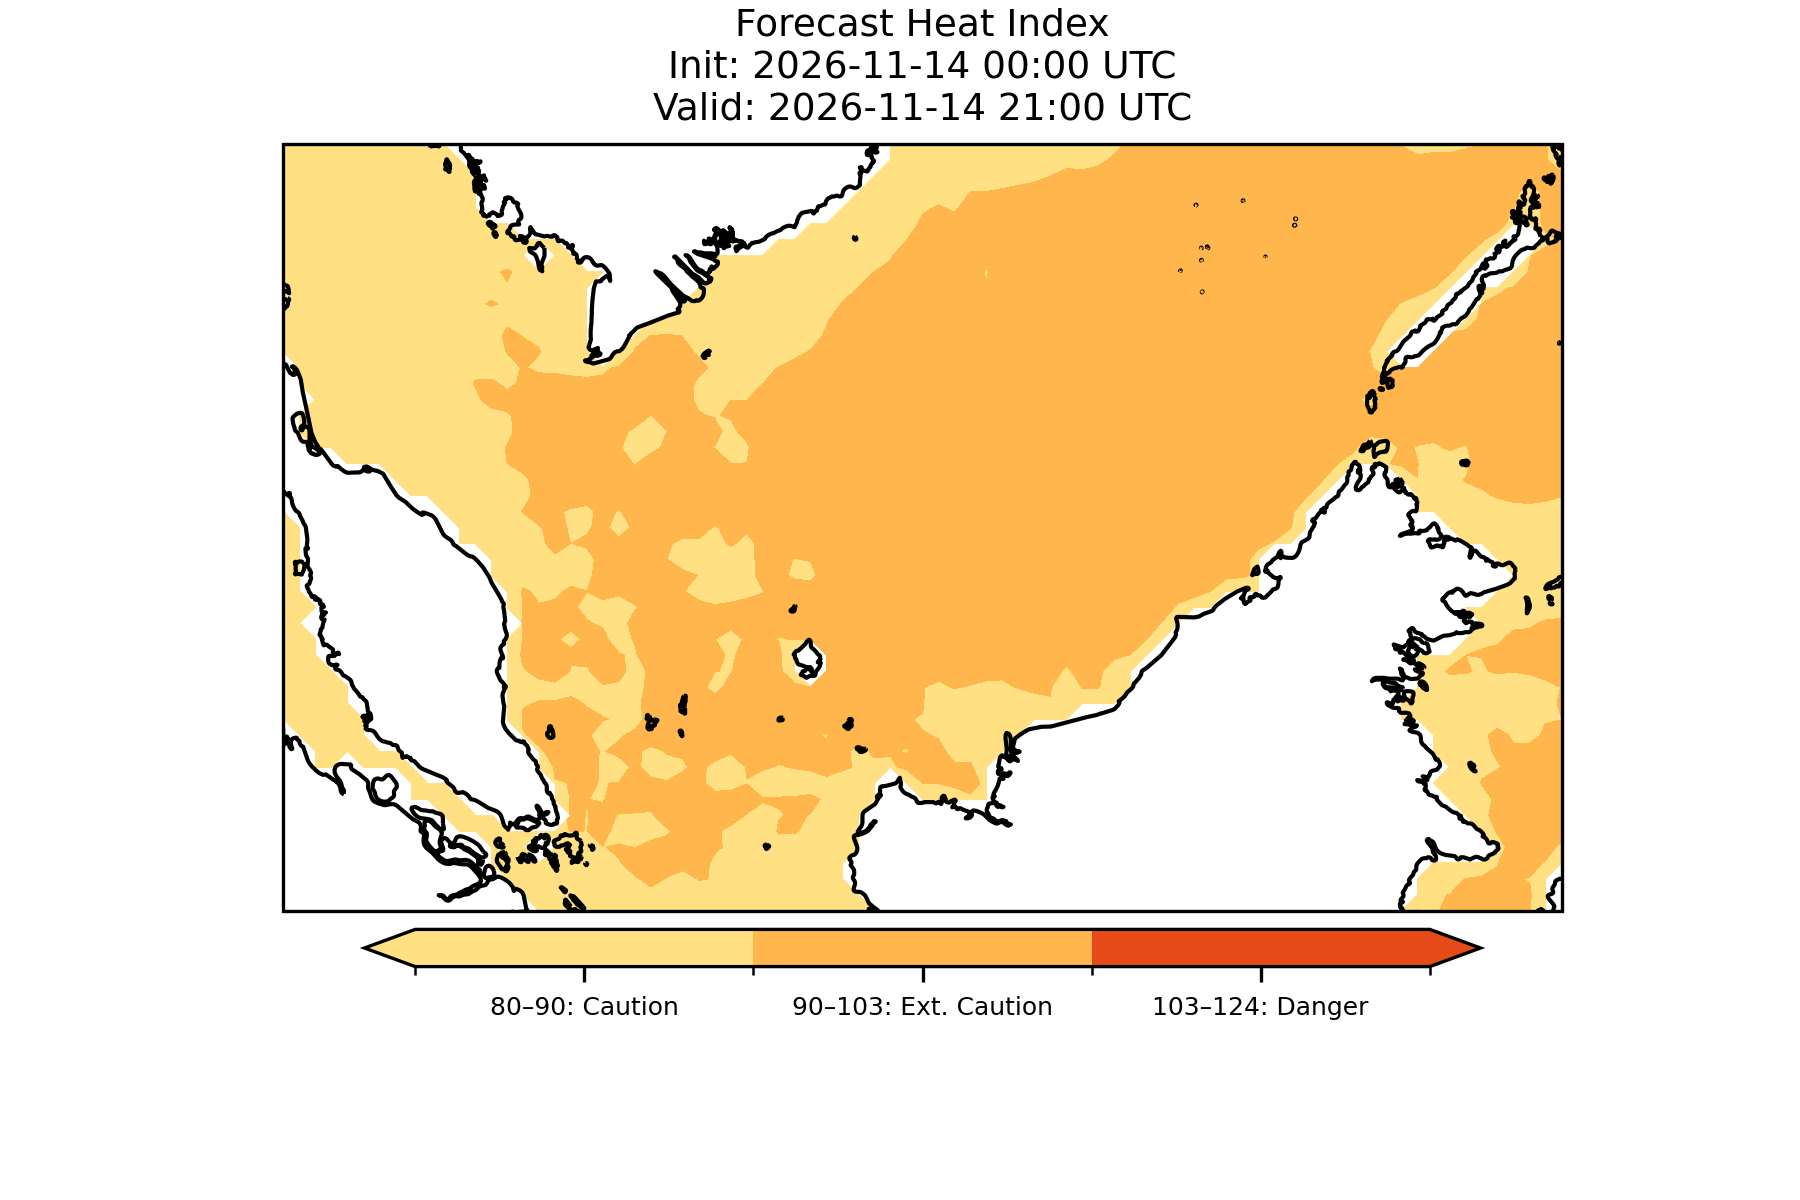 Forecast Heat Index
Init: 2026-11-14 00:00 UTC
Valid: 2026-11-14 21:00 UTC
80–90: Caution
90–103: Ext. Caution
103–124: Danger